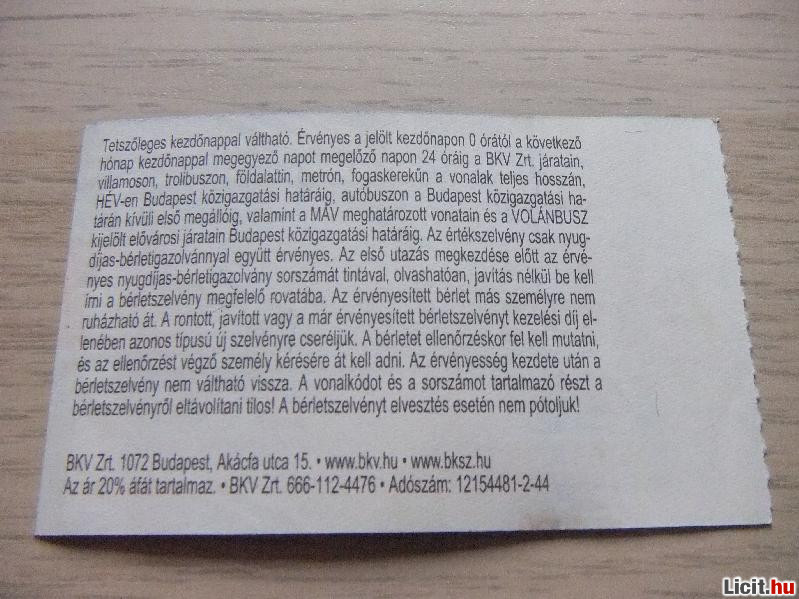 Tetszőleges kezdőnappal váltható. Érvényes a jelölt kezdőnapon 0 órától a következő
hónap kezdőnappal megegyező napot megelőző napon 24 óráig a BKV Zrt. járatain,
villamoson, trolibuszon, földalattin, metrón, fogaskerekűn a vonalak teljes hosszán,
HÉV-en Budapest közigazgatási határáig, autóbuszon a Budapest közigazgatási ha-
tárán kívüli első megállóig, valamint a MÁV meghatározott vonatain és a VOLÁNBUSZ
kijelölt elővárosi járatain Budapest közigazgatási határáig. Az értékszelvény csak nyug-
díjas-bérletigazolvánnyal együtt érvényes. Az első utazás megkezdése előtt az érvé-
nyes nyugdíjas-bérletigazolvány sorszámát tintával, olvashatóan, javítás nélkül be kell
írni a bérletszelvény megfelelő rovatába. Az érvényesített bérlet más személyre nem
ruházható át. A rontott, javított vagy a már érvényesített bérletszelvényt kezelési díj el-
lenében azonos típusú új szelvényre cseréljük. A bérletet ellenőrzéskor fel kell mutatni,
és az ellenőrzést végző személy kérésére át kell adni. Az érvényesség kezdete után a
bérletszelvény nem váltható vissza. A vonalkódot és a sorszámot tartalmazó részt a
bérletszelvényről eltávolítani tilos! A bérletszelvényt elvesztés esetén nem pótoljuk!
BKV Zrt. 1072 Budapest, Akácfa utca 15. • www.bkv.hu • www.bksz.hu
Az ár 20% áfát tartalmaz. • BKV Zrt. 666-112-4476 • Adószám: 12154481-2-44
Licit.hu